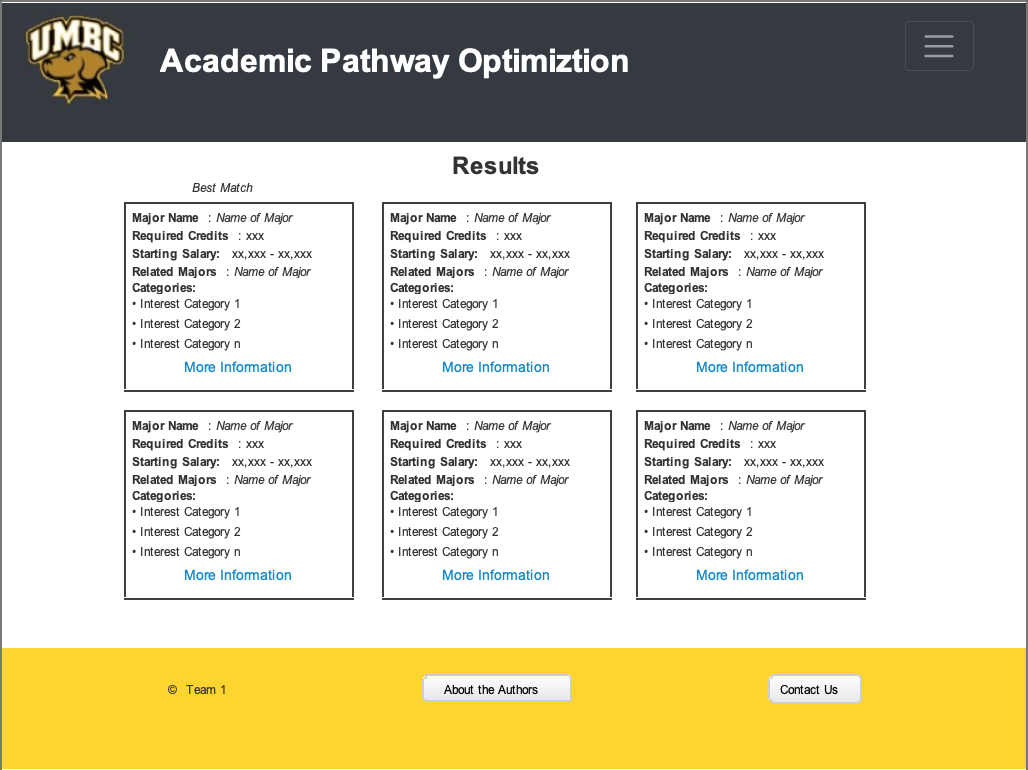 UMBC
Academic Pathway Optimiztion
Results
Best Match
Major Name : Name of Major
Required Credits : xxx
Starting Salary: xx,xxx - xx,xxx
Related Majors : Name of Major
Categories:
• Interest Category 1
• Interest Category 2
• Interest Category n
More Information
Major Name : Name of Major
Required Credits : xxx
Starting Salary: xx,xxx - xx,xxx
Related Majors : Name of Major
Categories:
• Interest Category 1
• Interest Category 2
• Interest Category n
More Information
Major Name : Name of Major
Required Credits : xxx
Starting Salary: xx,xxx - xx,xxx
Related Majors : Name of Major
Categories:
• Interest Category 1
• Interest Category 2
• Interest Category n
More Information
Major Name : Name of Major
Required Credits : xxx
Starting Salary: xx,xxx - xx,xxx
Related Majors : Name of Major
Categories:
• Interest Category 1
• Interest Category 2
• Interest Category n
More Information
Major Name : Name of Major
Required Credits : xxx
Starting Salary: xx,xxx - xx,xxx
Related Majors : Name of Major
Categories:
• Interest Category 1
• Interest Category 2
• Interest Category n
More Information
Major Name : Name of Major
Required Credits : xxx
Starting Salary: xx,xxx - xx,xxx
Related Majors : Name of Major
Categories:
• Interest Category 1
• Interest Category 2
• Interest Category n
More Information
© Team 1
About the Authors
Contact Us